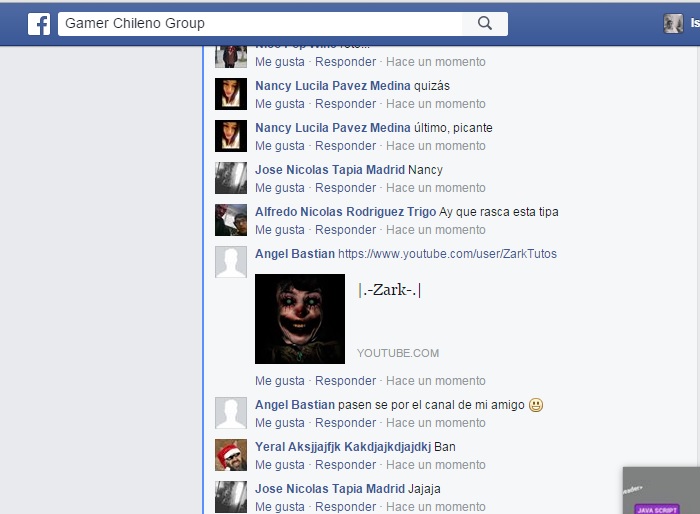 f Gamer Chileno Group Is
Me gusta · Responder · Hace un momento
Nancy Lucila Pavez Medina quizás
Me gusta · Responder · Hace un momento
Nancy Lucila Pavez Medina último, picante
Me gusta · Responder · Hace un momento
Jose Nicolas Tapia Madrid Nancy
Me gusta · Responder · Hace un momento
Alfredo Nicolas Rodriguez Trigo Ay que rasca esta tipa
Me gusta · Responder · Hace un momento
Angel Bastian https://www.youtube.com/user/ZarkTutos
|.-Zark-.|
YOUTUBE.COM
Me gusta · Responder · Hace un momento
Angel Bastian pasen se por el canal de mi amigo 😃
Me gusta · Responder · Hace un momento
Yeral Aksjjajfjk Kakdjajkdjajdkj Ban
Me gusta · Responder · Hace un momento
Jose Nicolas Tapia Madrid Jajaja
Me gusta · Responder · Hace un momento
JAVA SCRIPT